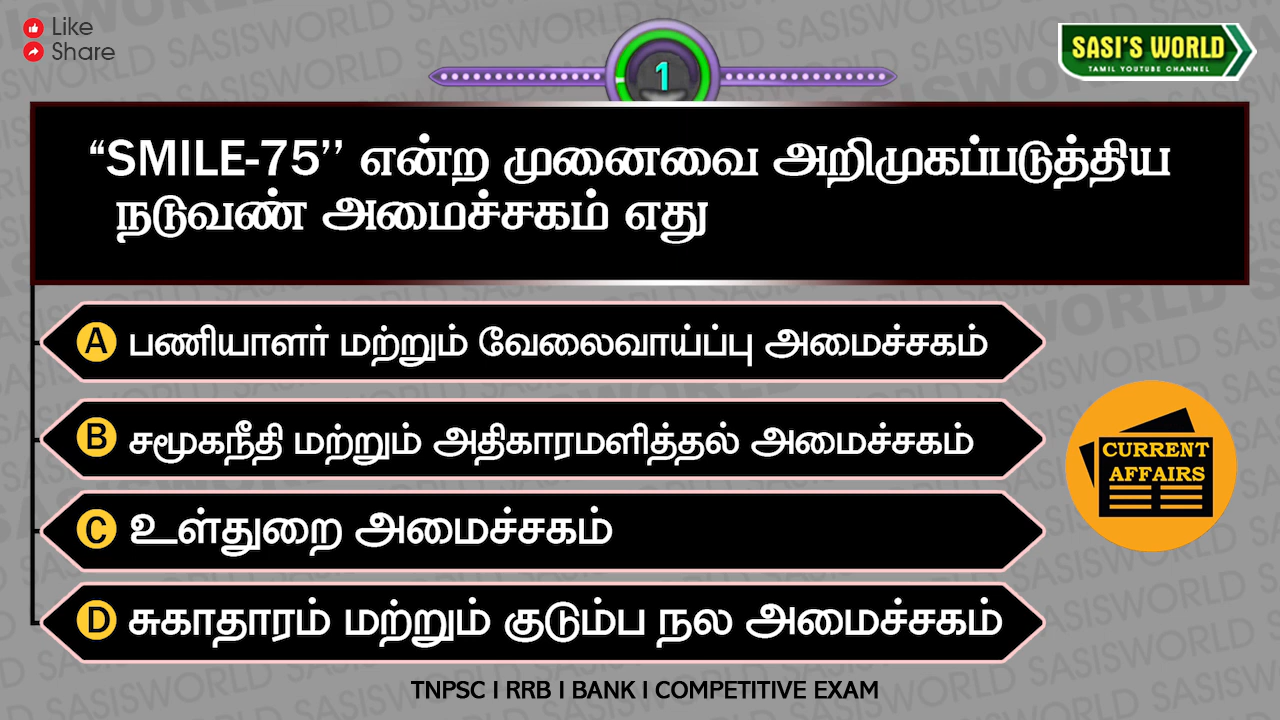 Like
Share
1
SASI'S WORLD
TAMIL YOUTUBE CHANNEL
“SMILE-75’’ என்ற முனைவை அறிமுகப்படுத்திய
நடுவண் அமைச்சகம் எது
A பணியாளர் மற்றும் வேலைவாய்ப்பு அமைச்சகம்
B சமூகநீதி மற்றும் அதிகாரமளித்தல் அமைச்சகம்
C உள்துறை அமைச்சகம்
D சுகாதாரம் மற்றும் குடும்ப நல அமைச்சகம்
CURRENT
AFFAIRS
TNPSC I RRB I BANK I COMPETITIVE EXAM
SASISWORLD